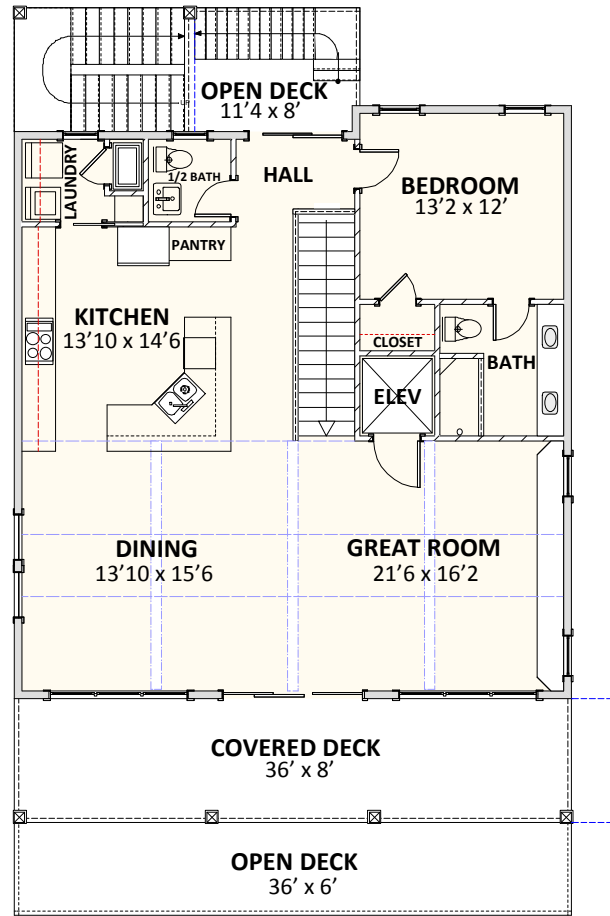 OPEN DECK
11'4 x 8'
LAUNDRY
1/2 BATH
HALL
BEDROOM
13'2 x 12'
PANTRY
KITCHEN
13'10 x 14'6
CLOSET
BATH
ELEV
DINING
13'10 x 15'6
GREAT ROOM
21'6 x 16'2
COVERED DECK
36' x 8'
OPEN DECK
36' x 6'